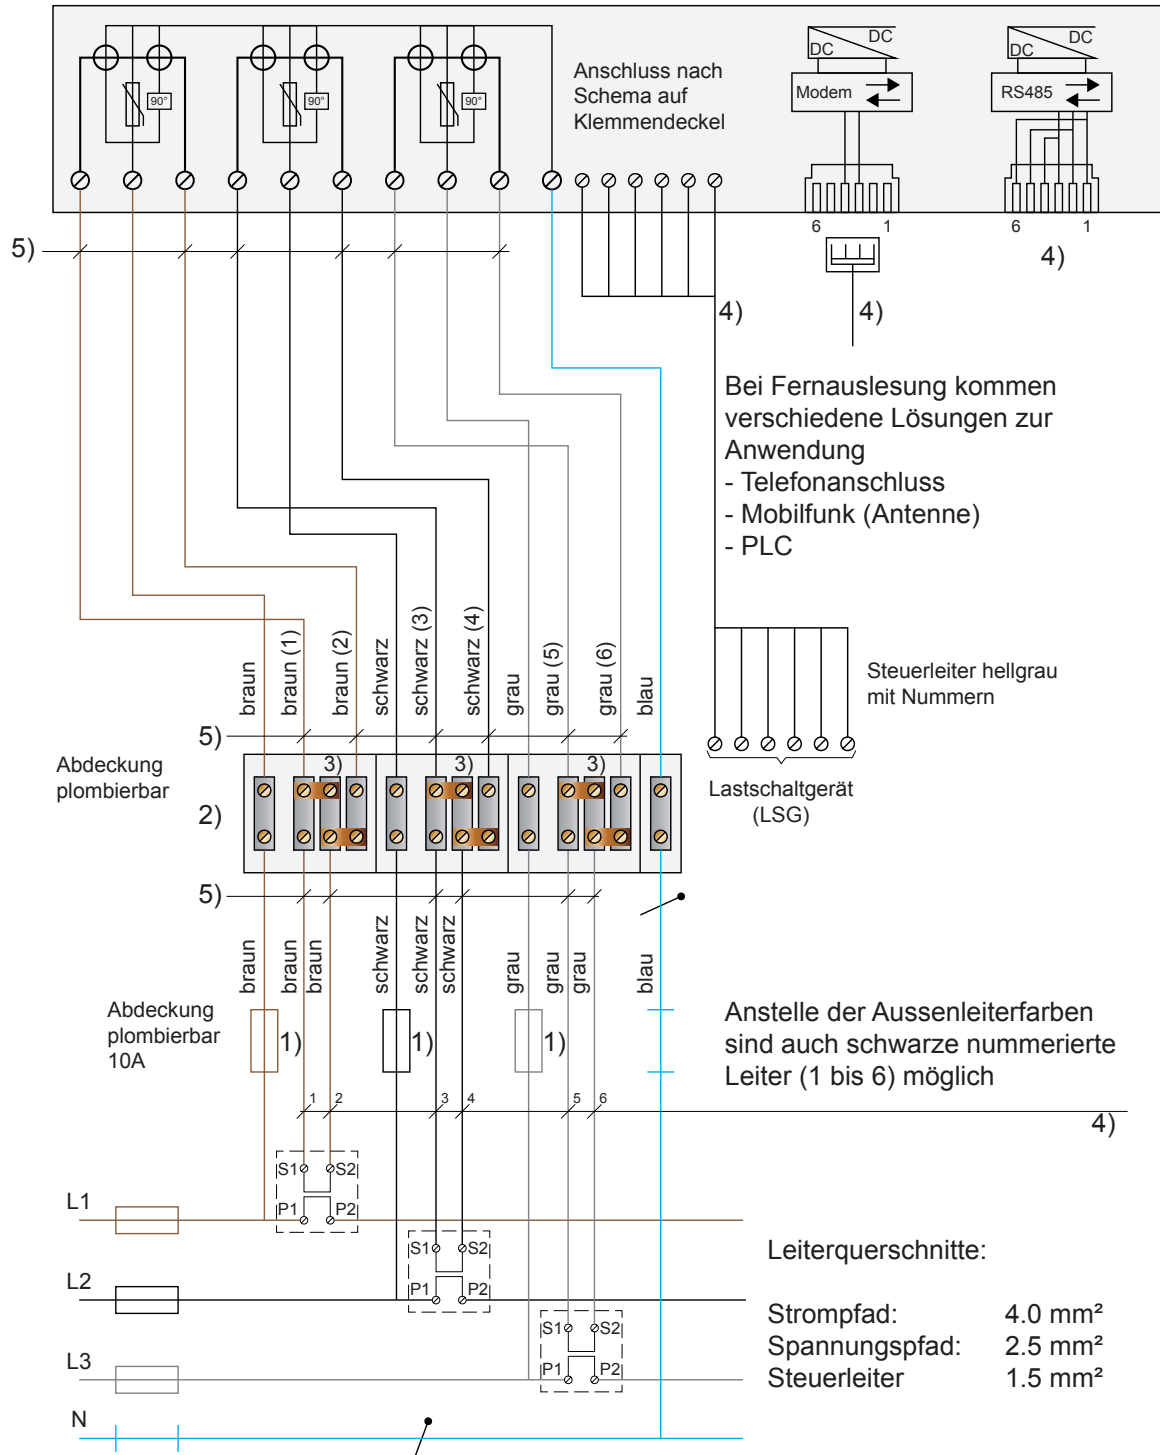 DC
DC
DC
DC
Anschluss nach
Schema auf
Klemmendeckel
Modem
RS485
90°
90°
90°
6
1
6
1
5)
4)
4)
4)
Bei Fernauslesung kommen
verschiedene Lösungen zur
Anwendung
- Telefonanschluss
- Mobilfunk (Antenne)
- PLC
braun
braun (1)
braun (2)
schwarz
schwarz (3)
schwarz (4)
grau
grau (5)
grau (6)
blau
Steuerleiter hellgrau
mit Nummern
5)
Abdeckung
plombierbar
3)
3)
3)
2)
Lastschaltgerät
(LSG)
5)
braun
braun
braun
schwarz
schwarz
schwarz
grau
grau
grau
blau
Abdeckung
plombierbar
10A
1)
1)
1)
Anstelle der Aussenleiterfarben
sind auch schwarze nummerierte
Leiter (1 bis 6) möglich
1
2
3
4
5
6
4)
S1
S2
L1
P1
P2
S1
S2
L2
P1
P2
S1
S2
L3
P1
P2
N
Leiterquerschnitte:
Strompfad: 4.0 mm²
Spannungspfad: 2.5 mm²
Steuerleiter 1.5 mm²